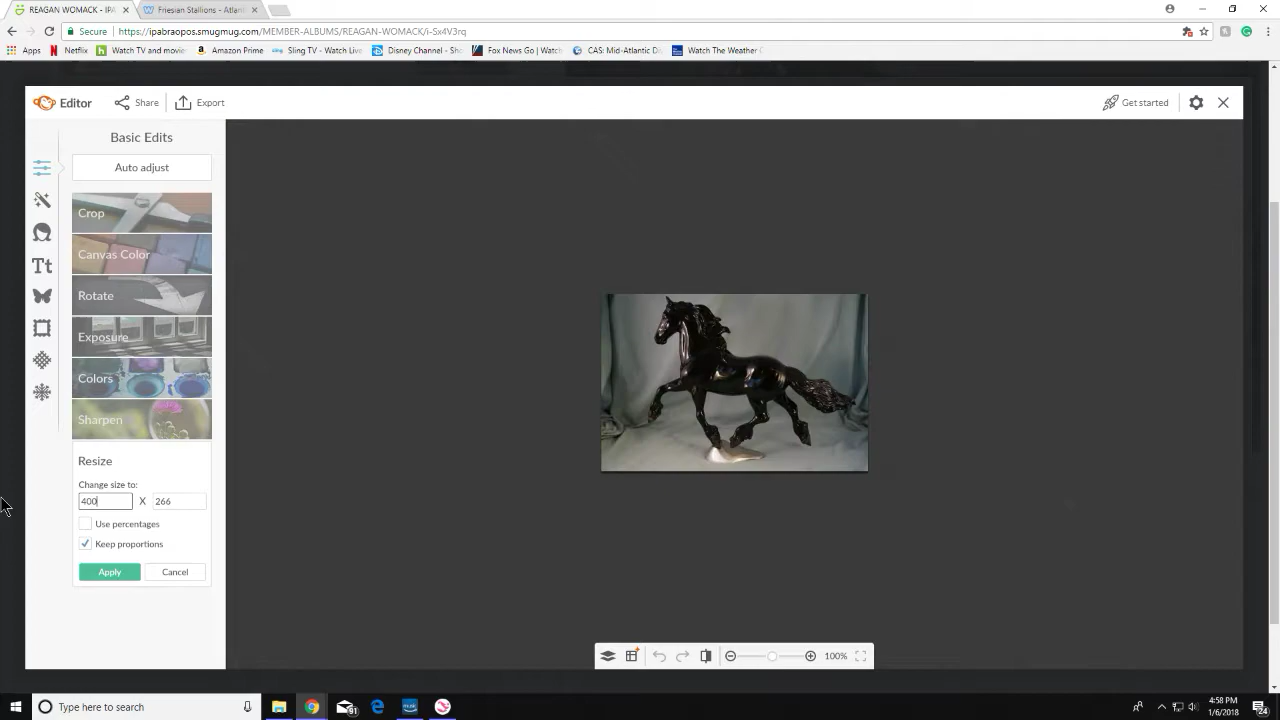 REAGAN WOMACK - IPA
Friesian Stallions - Atlant
Secure
https://ipabraopos.smugmug.com/MEMBER-ALBUMS/REAGAN-WOMACK/i-Sx4V3rq
Apps
Netflix
Watch TV and movie
Amazon Prime
Sling TV - Watch Live
Disney Channel - Sho
Fox News Go | Watch
CAS: Mid-Atlantic Di
Watch The Weather C
Editor
Share
Export
Get started
Basic Edits
Auto adjust
Crop
Canvas Color
Rotate
Exposure
Colors
Sharpen
Resize
Change size to:
400 X 266
Use percentages
Keep proportions
Apply
Cancel
100%
Type here to search
4:58 PM
1/6/2018